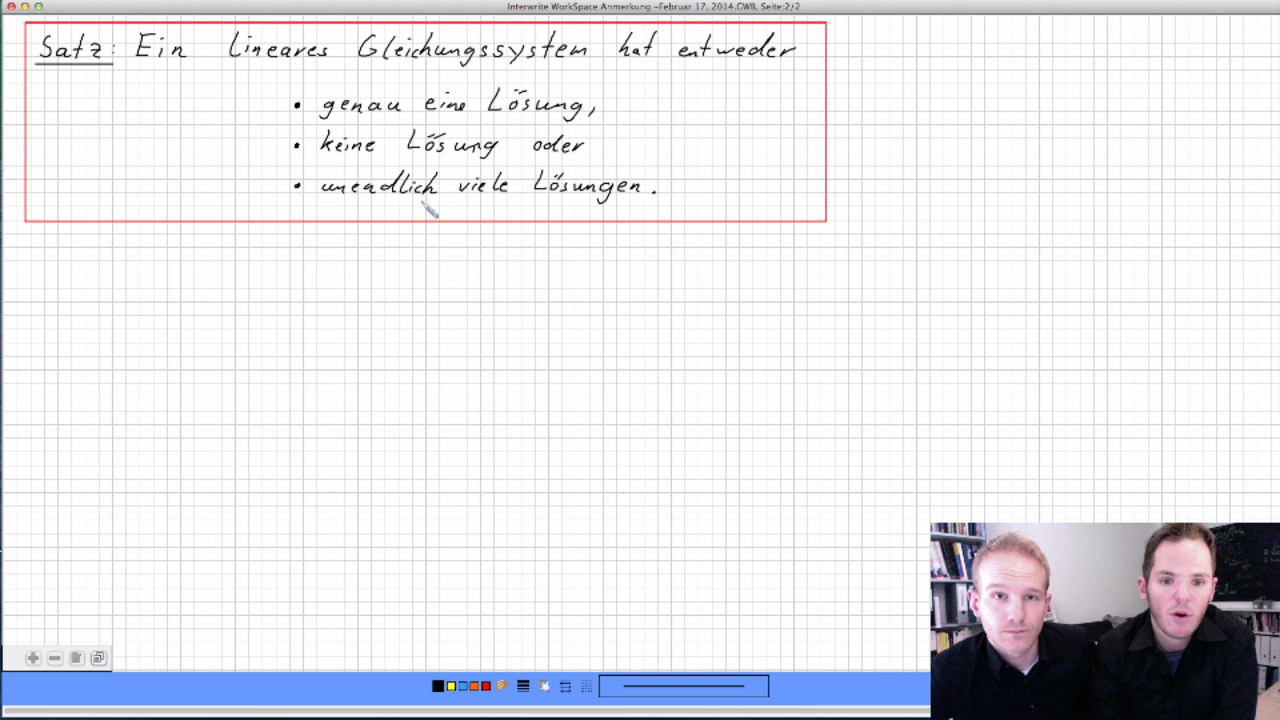 Interwrite WorkSpace Anmerkung -Februar 17, 2014.GWB, Seite:2/2
Satz: Ein lineares Gleichungssystem hat entweder
• genau eine Lösung,
• keine Lösung oder
• unendlich viele Lösungen.